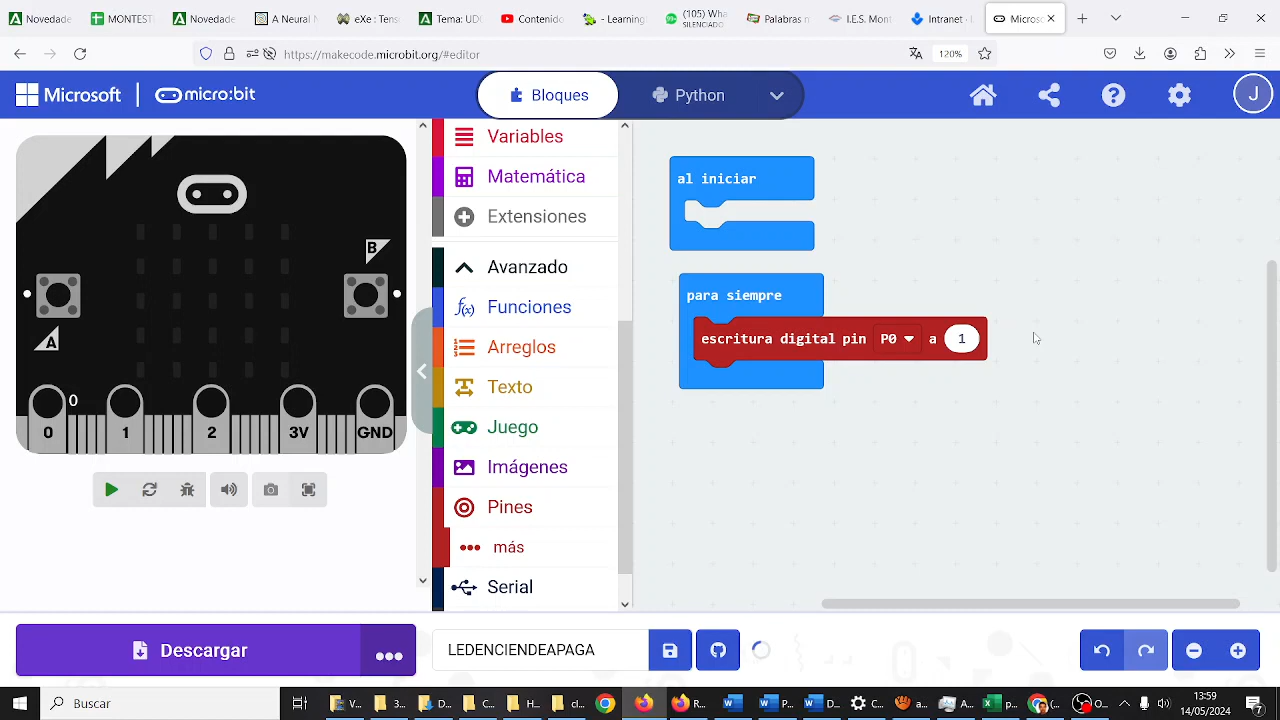 Novedade
MONTEST
Novedade
A Neural N
eXe: Tens
Tema: UDI
Contenido
- Learning
(105) Wha
SILENCIADO
Palabras n
I.E.S. Mont
Intranet - I
Micros
https://makecode.microbit.org/#editor
120%
Microsoft
micro:bit
Bloques
Python
J
Variables
Matemática
Extensiones
Avanzado
Funciones
Arreglos
Texto
Juego
Imágenes
Pines
más
Serial
B
A
0
0
1
2
3V
GND
al iniciar
para siempre
escritura digital pin P0 a 1
Descargar
LEDENCIENDEAPAGA
Buscar
V...
3...
D...
C...
H...
cl...
R...
P...
D...
C...
A...
p...
O...
13:59
14/05/2024